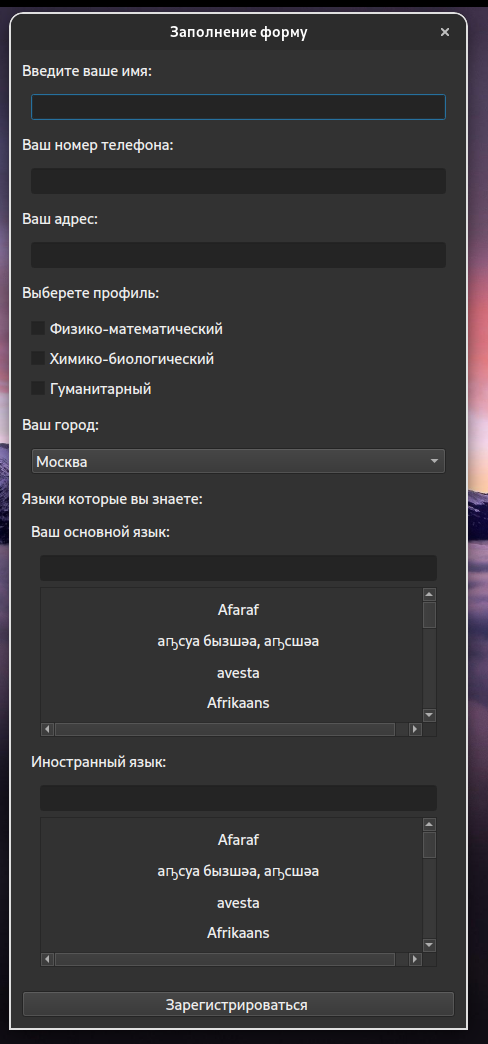 Заполнение форму
Введите ваше имя:
Ваш номер телефона:
Ваш адрес:
Выберете профиль:
Физико-математический
Химико-биологический
Гуманитарный
Ваш город:
Москва
Языки которые вы знаете:
Ваш основной язык:
Afaraf
аҧсуа бызшәа, аҧсшәа
avesta
Afrikaans
Иностранный язык:
Afaraf
аҧсуа бызшәа, аҧсшәа
avesta
Afrikaans
Зарегистрироваться